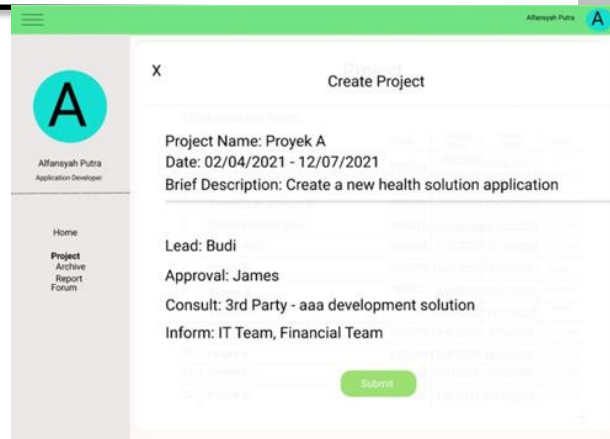 Alfansyah Putra
A
A
Alfansyah Putra
Application Developer
Home
Project
Archive
Report
Forum
X
Project
Create Project
Project Name: Proyek A
Date: 02/04/2021 - 12/07/2021
Brief Description: Create a new health solution application
Lead: Budi
Approval: James
Consult: 3rd Party - aaa development solution
Inform: IT Team, Financial Team
Submit